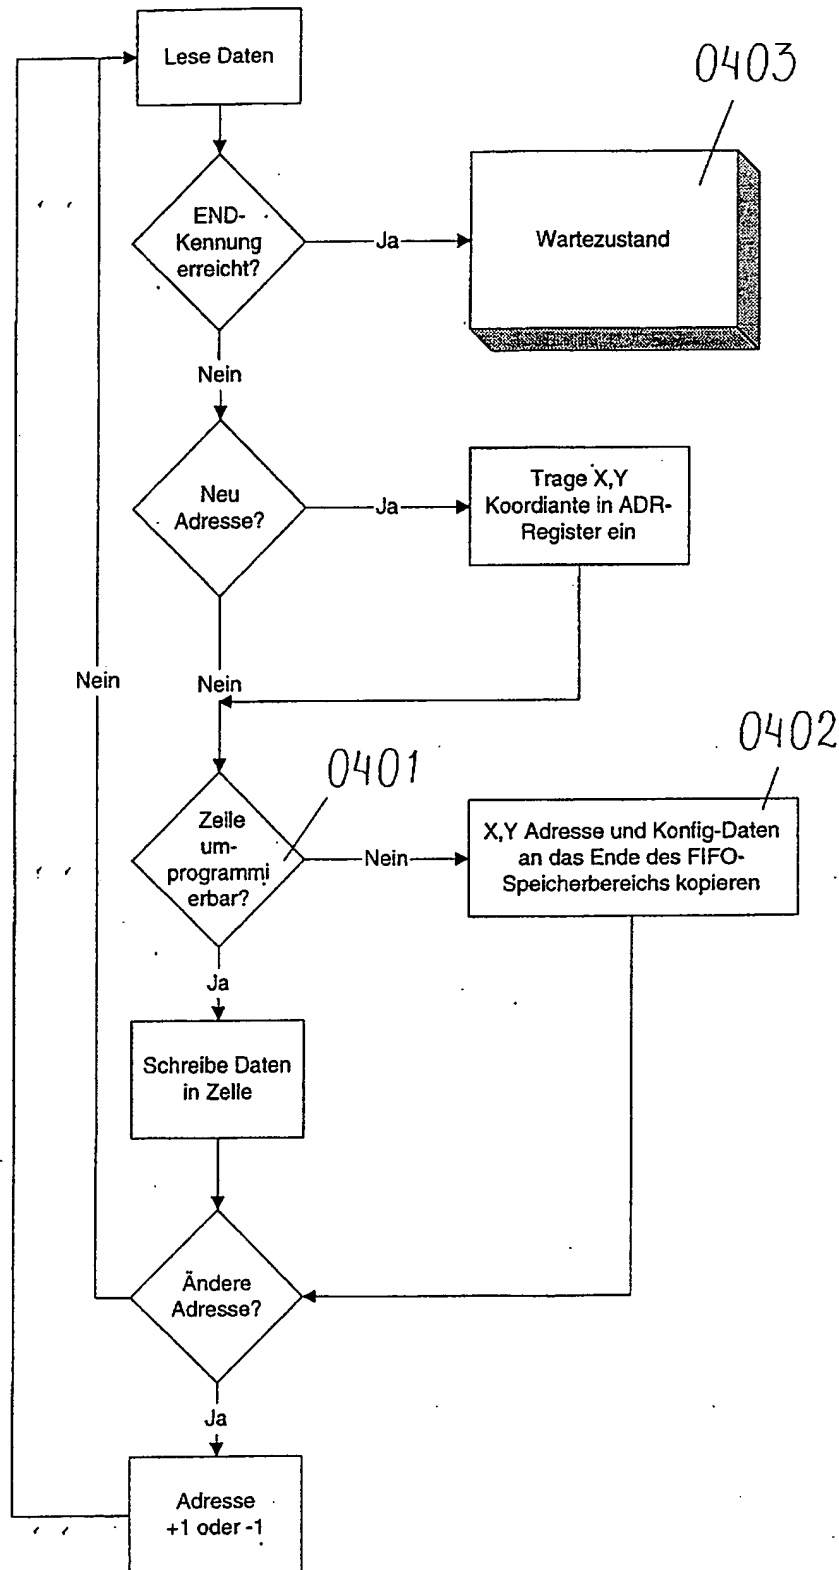 Lese Daten
0403
END-
Kennung
erreicht?
Ja
Wartezustand
Nein
Neu
Adresse?
Ja
Trage X,Y
Koordiante in ADR-
Register ein
Nein
Nein
0401
0402
Zelle
um-
programmi
erbar?
Nein
X,Y Adresse und Konfig-Daten
an das Ende des FIFO-
Speicherbereichs kopieren
Ja
Schreibe Daten
in Zelle
Ändere
Adresse?
Ja
Adresse
+1 oder -1